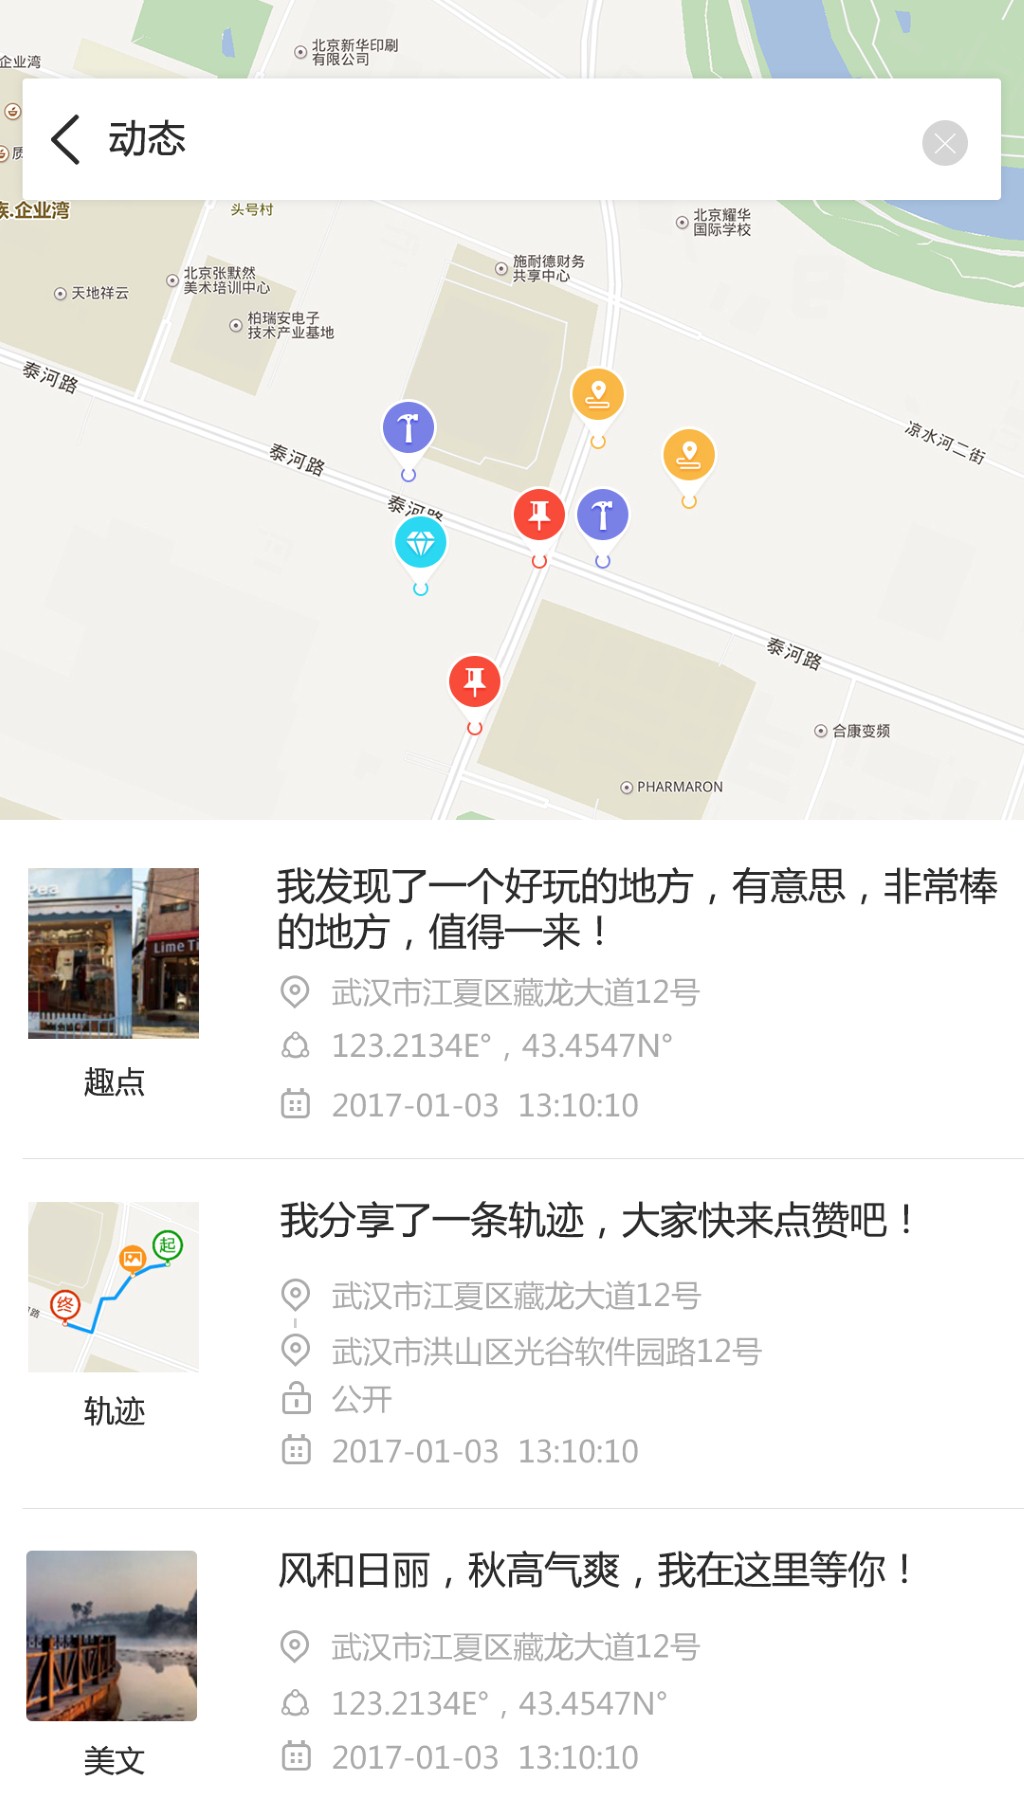 北京新华印刷
有限公司
企业湾
动态
质
族.企业湾
头号村
北京耀华
国际学校
施耐德财务
共享中心
北京张默然
美术培训中心
天地祥云
柏瑞安电子
技术产业基地
泰河路
凉水河二街
泰河路
泰河路
泰河路
合康变频
PHARMARON
我发现了一个好玩的地方，有意思，非常棒
的地方，值得一来！
武汉市江夏区藏龙大道12号
123.2134E°，43.4547N°
2017-01-03 13:10:10
Lime Ti
趣点
我分享了一条轨迹，大家快来点赞吧！
武汉市江夏区藏龙大道12号
武汉市洪山区光谷软件园路12号
公开
2017-01-03 13:10:10
起
终
路
轨迹
风和日丽，秋高气爽，我在这里等你！
武汉市江夏区藏龙大道12号
123.2134E°，43.4547N°
2017-01-03 13:10:10
美文